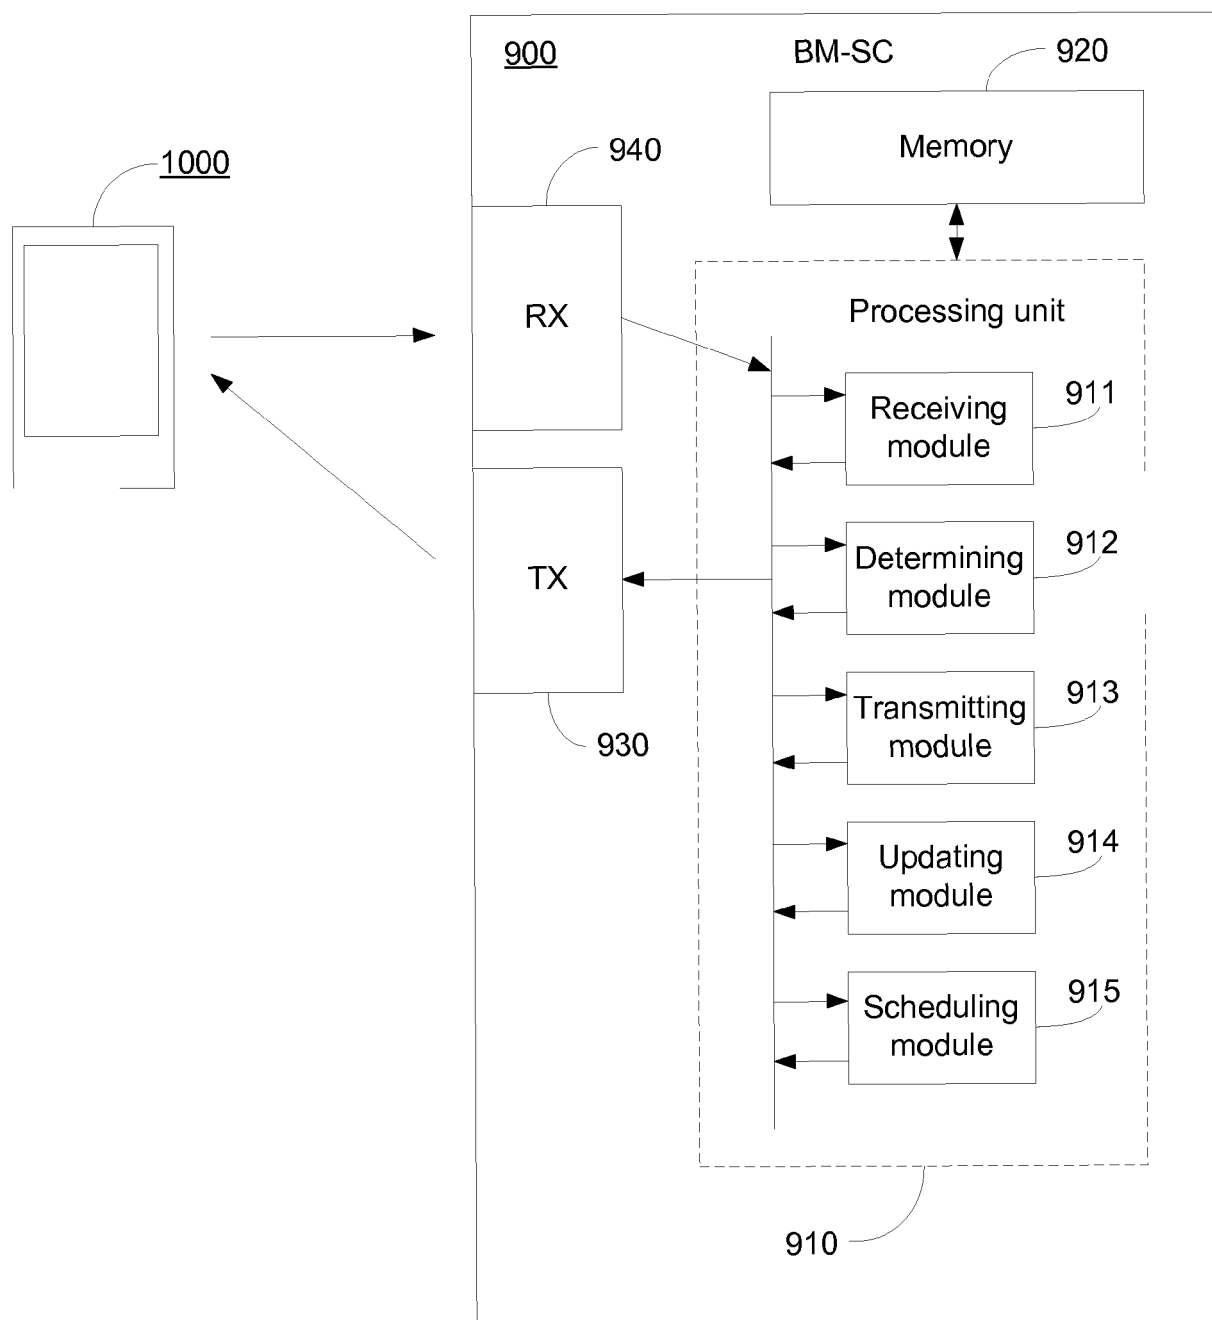 900
BM-SC
920
Memory
940
1000
RX
Processing unit
Receiving
module
911
Determining
module
912
TX
Transmitting
module
913
930
Updating
module
914
Scheduling
module
915
910